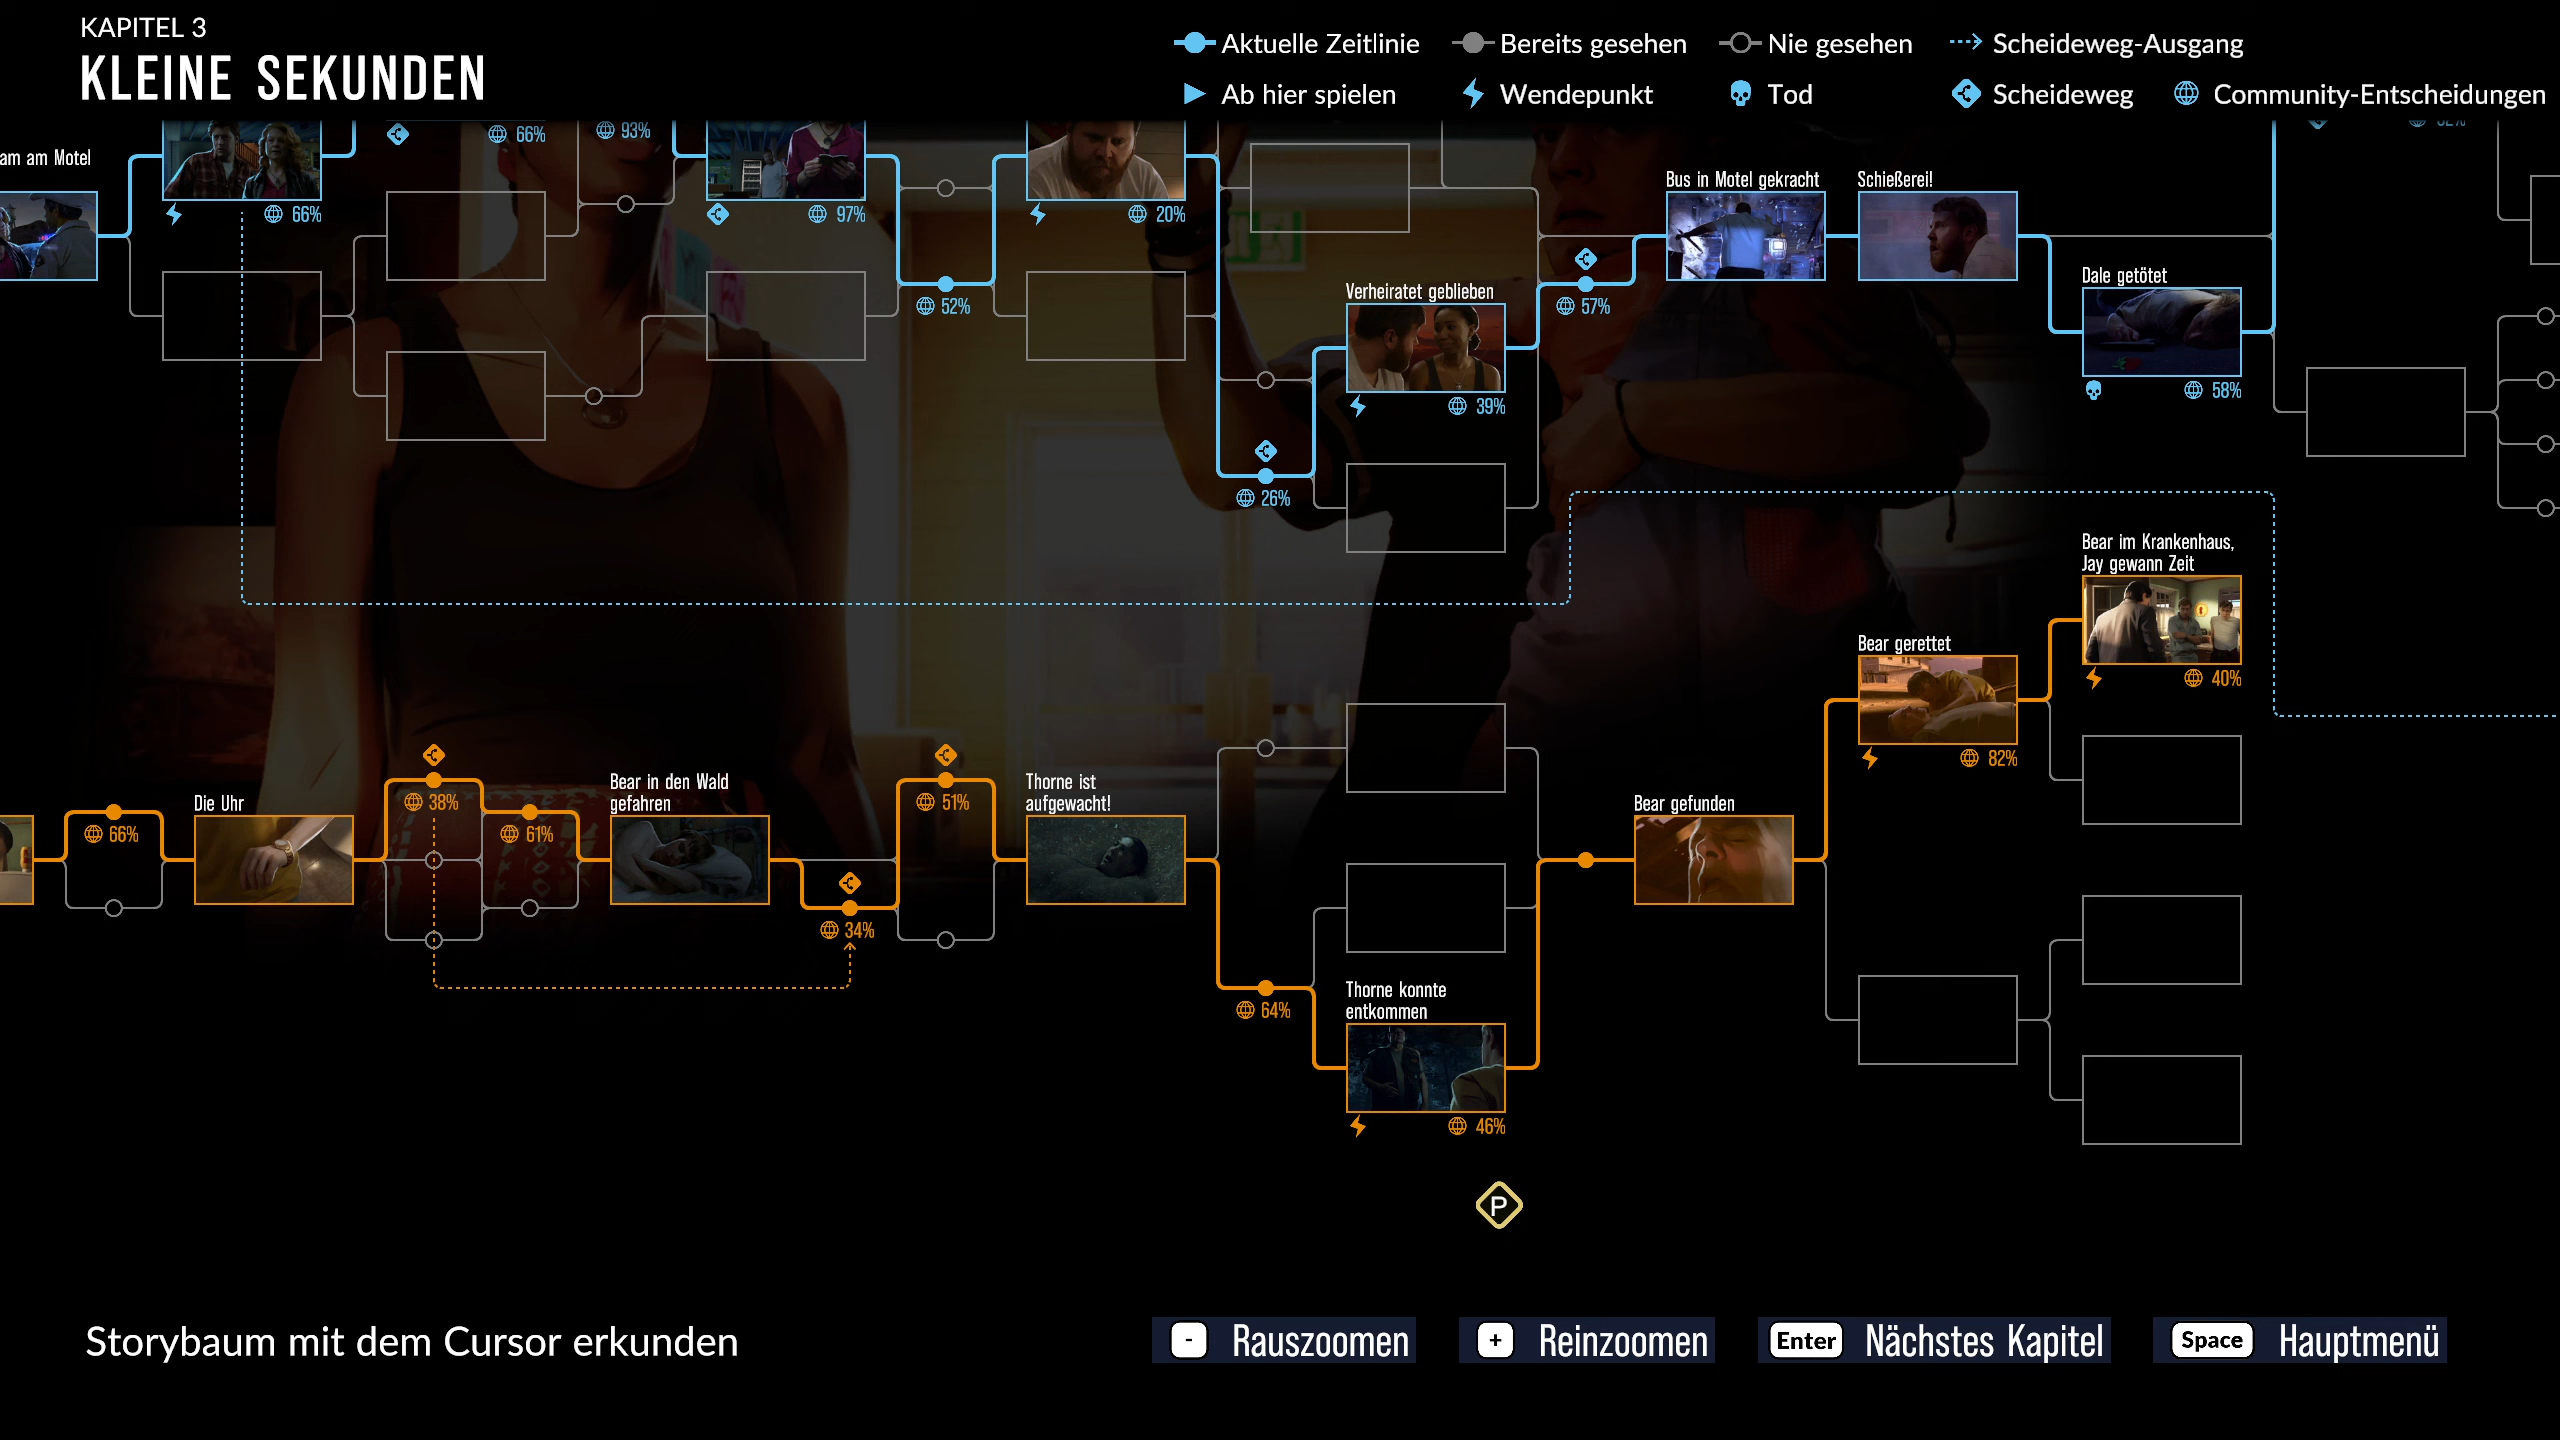 KAPITEL 3
KLEINE SEKUNDEN
Aktuelle Zeitlinie
Bereits gesehen
Nie gesehen
Scheideweg-Ausgang
Ab hier spielen
Wendepunkt
Tod
Scheideweg
Community-Entscheidungen
am am Motel
66%
66%
93%
97%
52%
20%
Verheiratet geblieben
39%
26%
57%
Bus in Motel gekracht
Schießerei!
Dale getötet
58%
Bear im Krankenhaus,
Jay gewann Zeit
40%
Bear gerettet
82%
66%
Die Uhr
38%
61%
Bear in den Wald
gefahren
34%
51%
Thorne ist
aufgewacht!
64%
Thorne konnte
entkommen
46%
Bear gefunden
P
Storybaum mit dem Cursor erkunden
- Rauszoomen
+ Reinzoomen
Enter Nächstes Kapitel
Space Hauptmenü